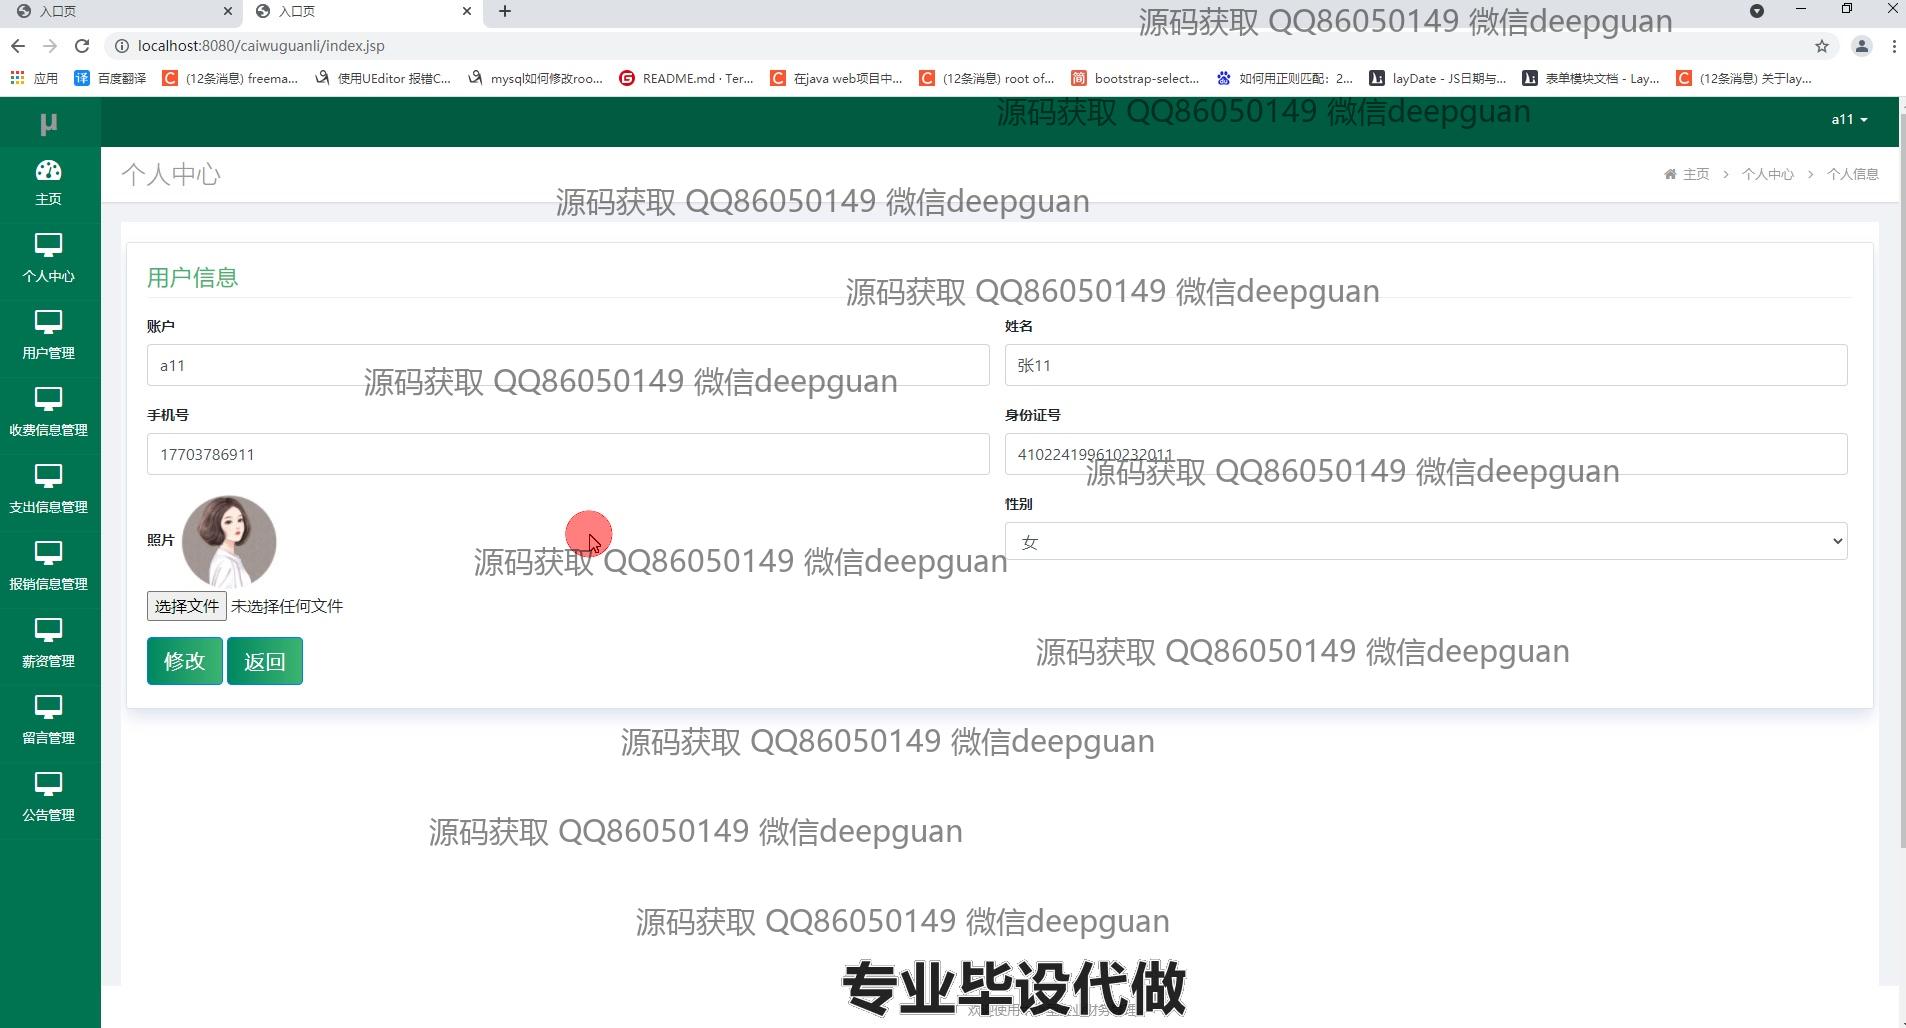 入口页
入口页
源码获取 QQ86050149 微信deepguan
localhost:8080/caiwuguanli/index.jsp
应用
译 百度翻译
C (12条消息) freema...
使用UEditor 报错C...
mysql如何修改roo...
G README.md · Ter...
C 在java web项目中...
C (12条消息) root of...
简 bootstrap-select...
如何用正则匹配：2...
layDate - JS日期与...
表单模块文档 - Lay...
C (12条消息) 关于lay...
源码获取 QQ86050149 微信deepguan
µ
a11
主页
个人中心
用户管理
收费信息管理
支出信息管理
报销信息管理
薪资管理
留言管理
公告管理
个人中心
主页 > 个人中心 > 个人信息
源码获取 QQ86050149 微信deepguan
用户信息
源码获取 QQ86050149 微信deepguan
账户
姓名
a11
张11
源码获取 QQ86050149 微信deepguan
手机号
身份证号
17703786911
410224199610232011
源码获取 QQ86050149 微信deepguan
照片
性别
女
源码获取 QQ86050149 微信deepguan
选择文件 未选择任何文件
修改 返回
源码获取 QQ86050149 微信deepguan
源码获取 QQ86050149 微信deepguan
源码获取 QQ86050149 微信deepguan
源码获取 QQ86050149 微信deepguan
专业毕设代做